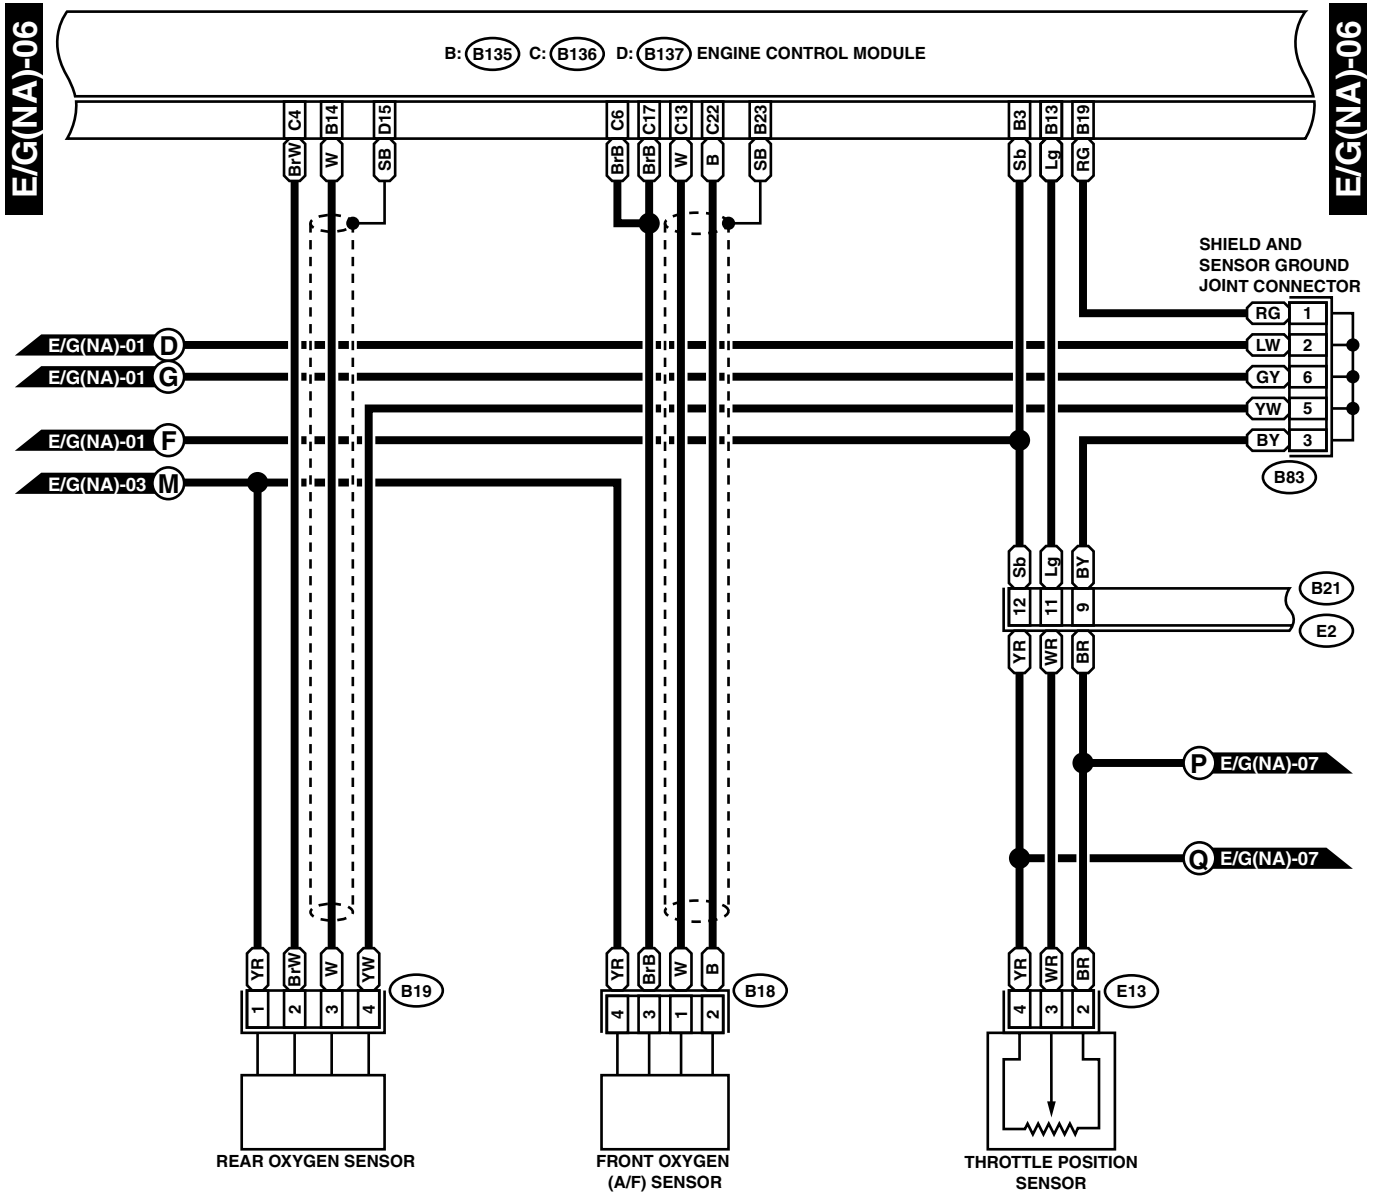 E/G(NA)-06
E/G(NA)-06
B: B135 C: B136 D: B137 ENGINE CONTROL MODULE
C4 B14 D15 C6 C17 C13 C22 B23 B3 B13 B19
BrW W SB BrB BrB W B SB Sb Lg RG
SHIELD AND
SENSOR GROUND
JOINT CONNECTOR
RG 1
E/G(NA)-01 D LW 2
E/G(NA)-01 G GY 6
YW 5
E/G(NA)-01 F BY 3
E/G(NA)-03 M B83
Sb Lg BY
12 11 9 B21
E2
YR WR BR
P E/G(NA)-07
Q E/G(NA)-07
YR BrW W YW YR BrB W B YR WR BR
B19 B18 E13
1 2 3 4 4 3 1 2 4 3 2
REAR OXYGEN SENSOR
FRONT OXYGEN
(A/F) SENSOR
THROTTLE POSITION
SENSOR